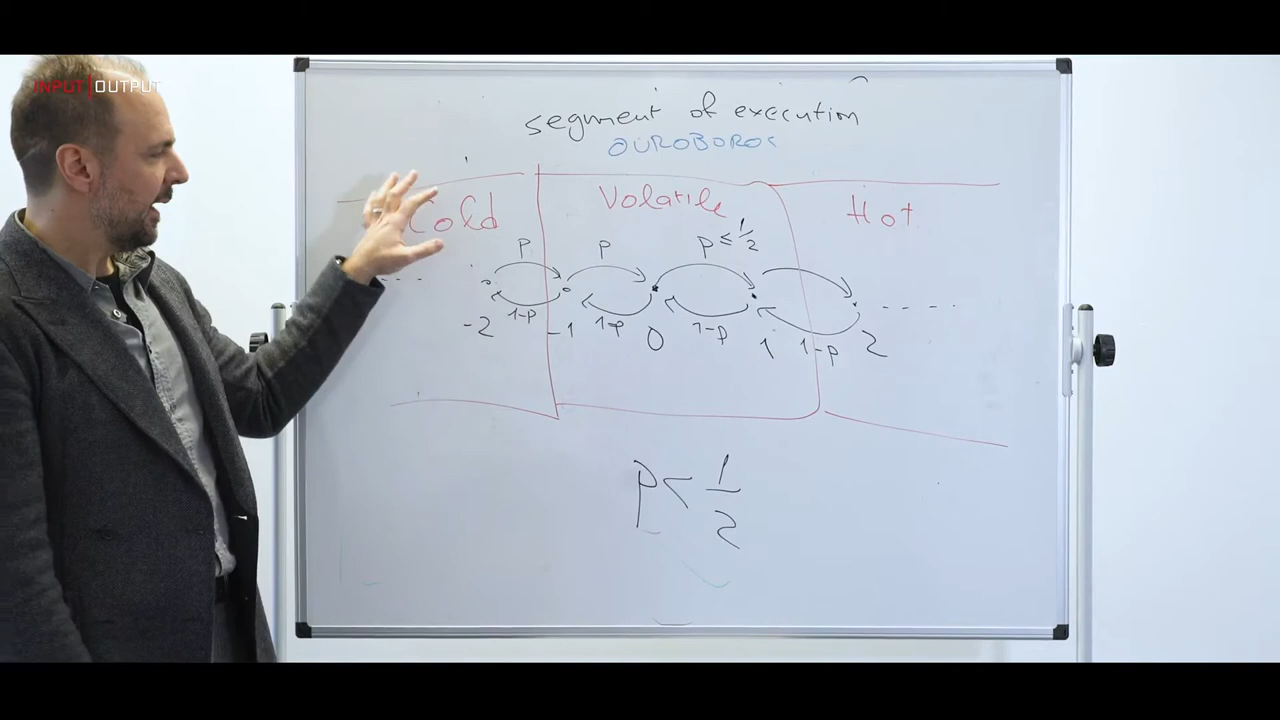 INPUT|OUTPUT
segment of execution
OUROBOROS
Cold Volatile Hot
p p p ≤ 1/2
---- ----
1-p 1-p 1-p 1-p
-2 -1 0 1 2
p < 1/2